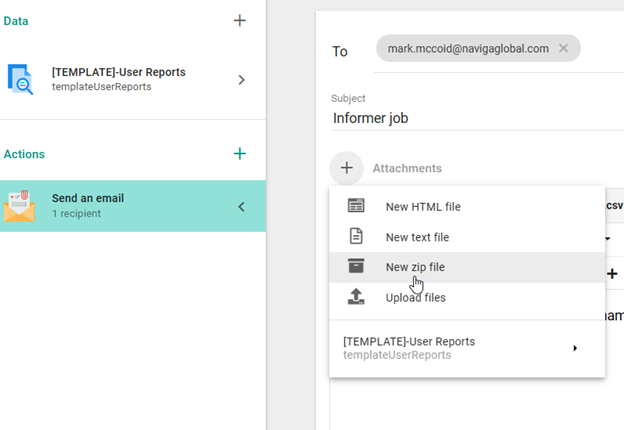 Data
[TEMPLATE]-User Reports
templateUserReports
Actions
Send an email
1 recipient
To
mark.mccoid@navigaglobal.com
Subject
Informer job
Attachments
New HTML file
New text file
New zip file
Upload files
[TEMPLATE]-User Reports
templateUserReports
.csv